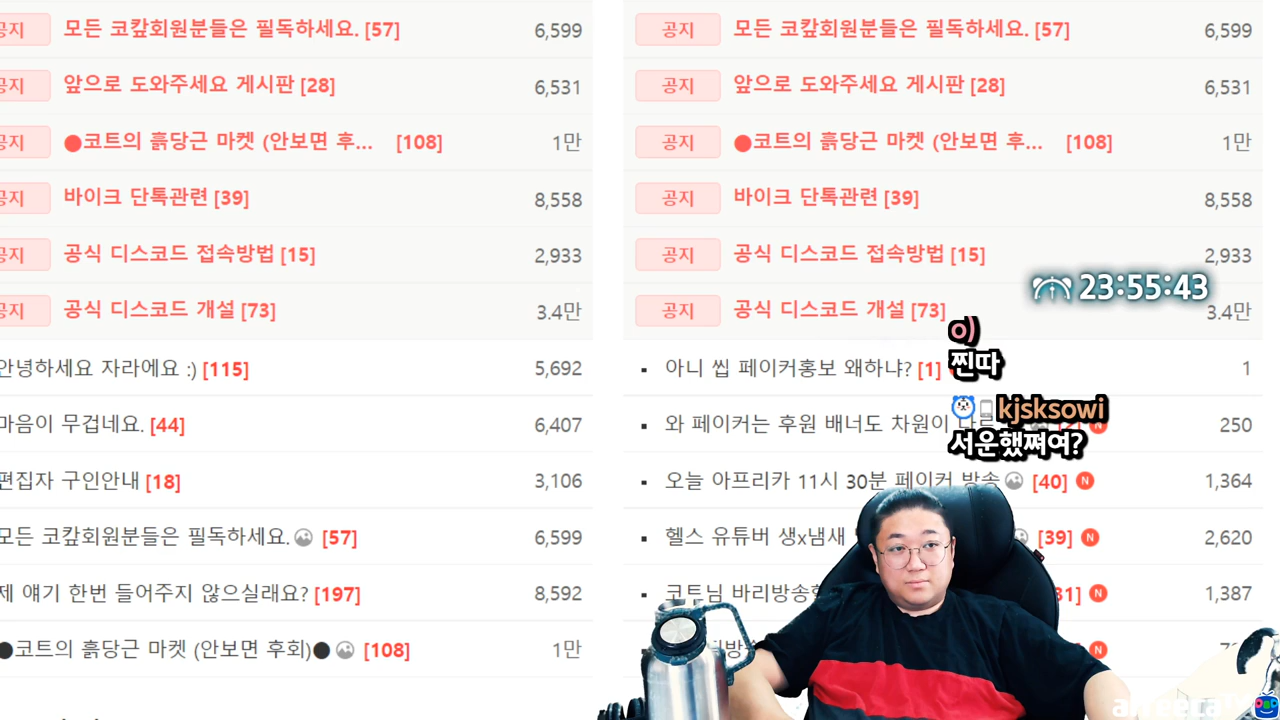 공지 모든 코깦회원분들은 필독하세요. [57] 6,599
공지 앞으로 도와주세요 게시판 [28] 6,531
공지 ●코트의 흙당근 마켓 (안보면 후... [108] 1만
공지 바이크 단톡관련 [39] 8,558
공지 공식 디스코드 접속방법 [15] 2,933
공지 공식 디스코드 개설 [73] 3.4만
안녕하세요 자라에요 :) [115] 5,692
마음이 무겁네요. [44] 6,407
편집자 구인안내 [18] 3,106
모든 코깦회원분들은 필독하세요. [57] 6,599
제 얘기 한번 들어주지 않으실래요? [197] 8,592
●코트의 흙당근 마켓 (안보면 후회)● [108] 1만
공지 모든 코깦회원분들은 필독하세요. [57] 6,599
공지 앞으로 도와주세요 게시판 [28] 6,531
공지 ●코트의 흙당근 마켓 (안보면 후... [108] 1만
공지 바이크 단톡관련 [39] 8,558
공지 공식 디스코드 접속방법 [15] 2,933
공지 공식 디스코드 개설 [73] 3.4만
아니 씹 페이커홍보 왜하냐? [1] 1
와 페이커는 후원 배너도 차원이 N 250
오늘 아프리카 11시 30분 페이커 방송 [40] N 1,364
헬스 유튜버 생x냄새 [39] N 2,620
코트님 바리방송 31] N 1,387
N
23:55:43
이)
찐따
kjsksowi
서운했쪄여?